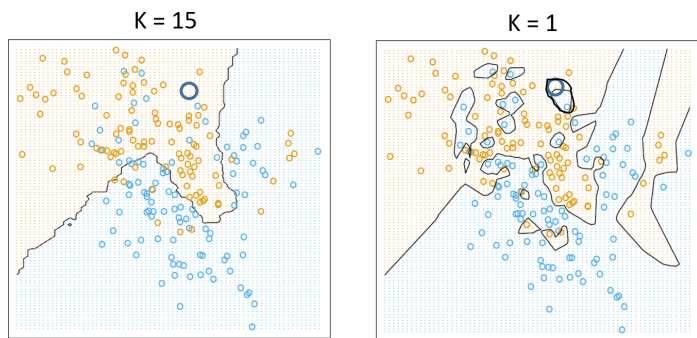 K = 15
K = 1